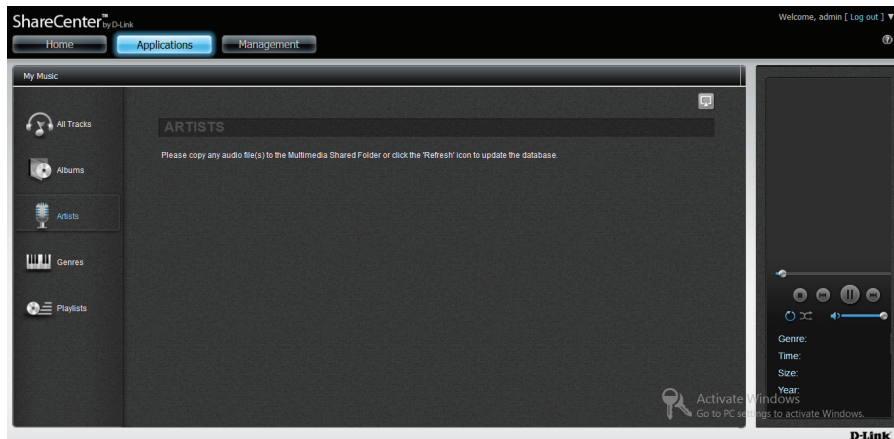 ShareCenter™ by D-Link
Welcome, admin [ Log out ] ▼
Home
Applications
Management
?
My Music
All Tracks
Albums
Artists
Genres
Playlists
ARTISTS
Please copy any audio file(s) to the Multimedia Shared Folder or click the 'Refresh' icon to update the database.
Genre:
Time:
Size:
Year:
Activate Windows
Go to PC settings to activate Windows.
D-Link